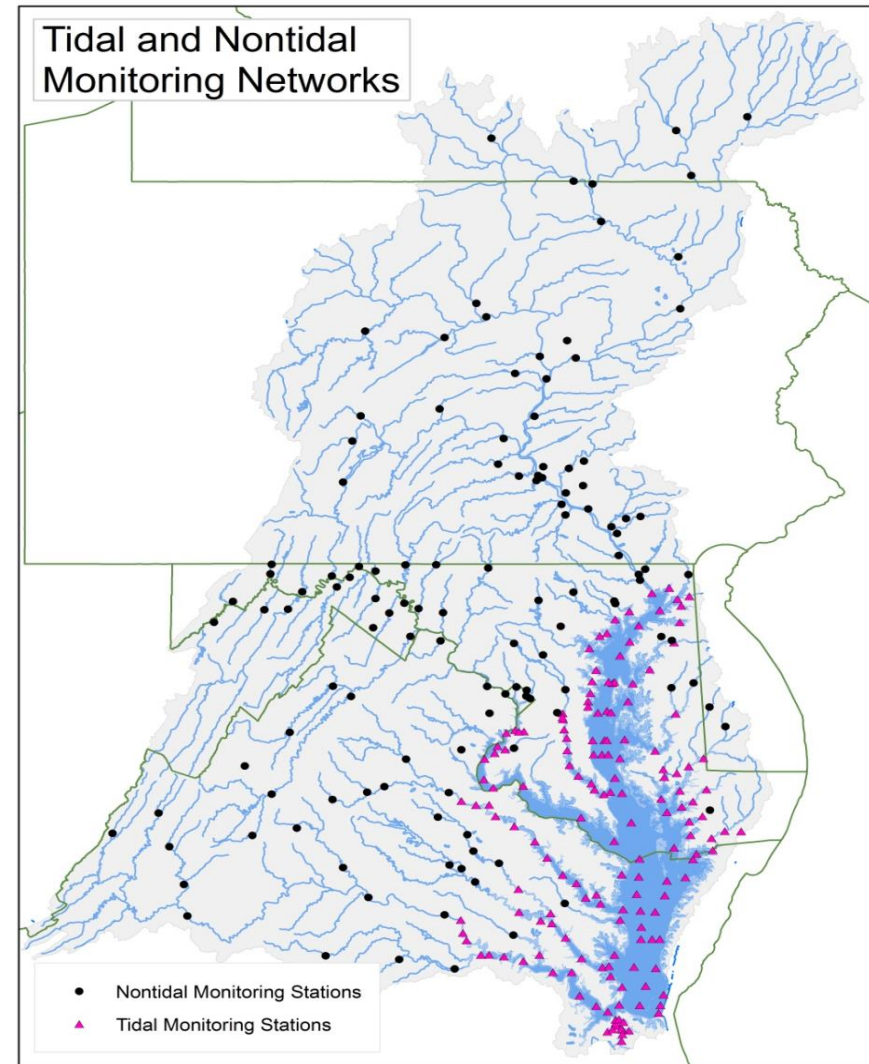 Tidal and Nontidal
Monitoring Networks
Nontidal Monitoring Stations
Tidal Monitoring Stations